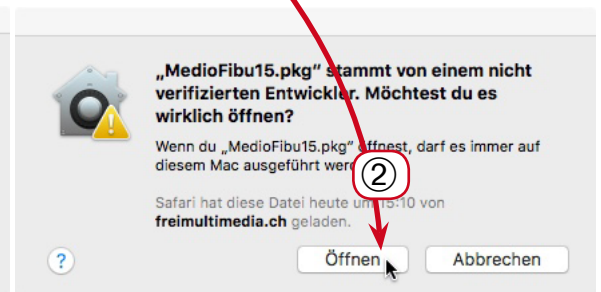 „MedioFibu15.pkg“ stammt von einem nicht
verifizierten Entwickler. Möchtest du es
wirklich öffnen?
Wenn du „MedioFibu15.pkg“ öffnest, darf es immer auf
diesem Mac ausgeführt
②
Safari hat diese Datei heute um 15:10 von
freimultimedia.ch geladen.
?
Öffnen
Abbrechen